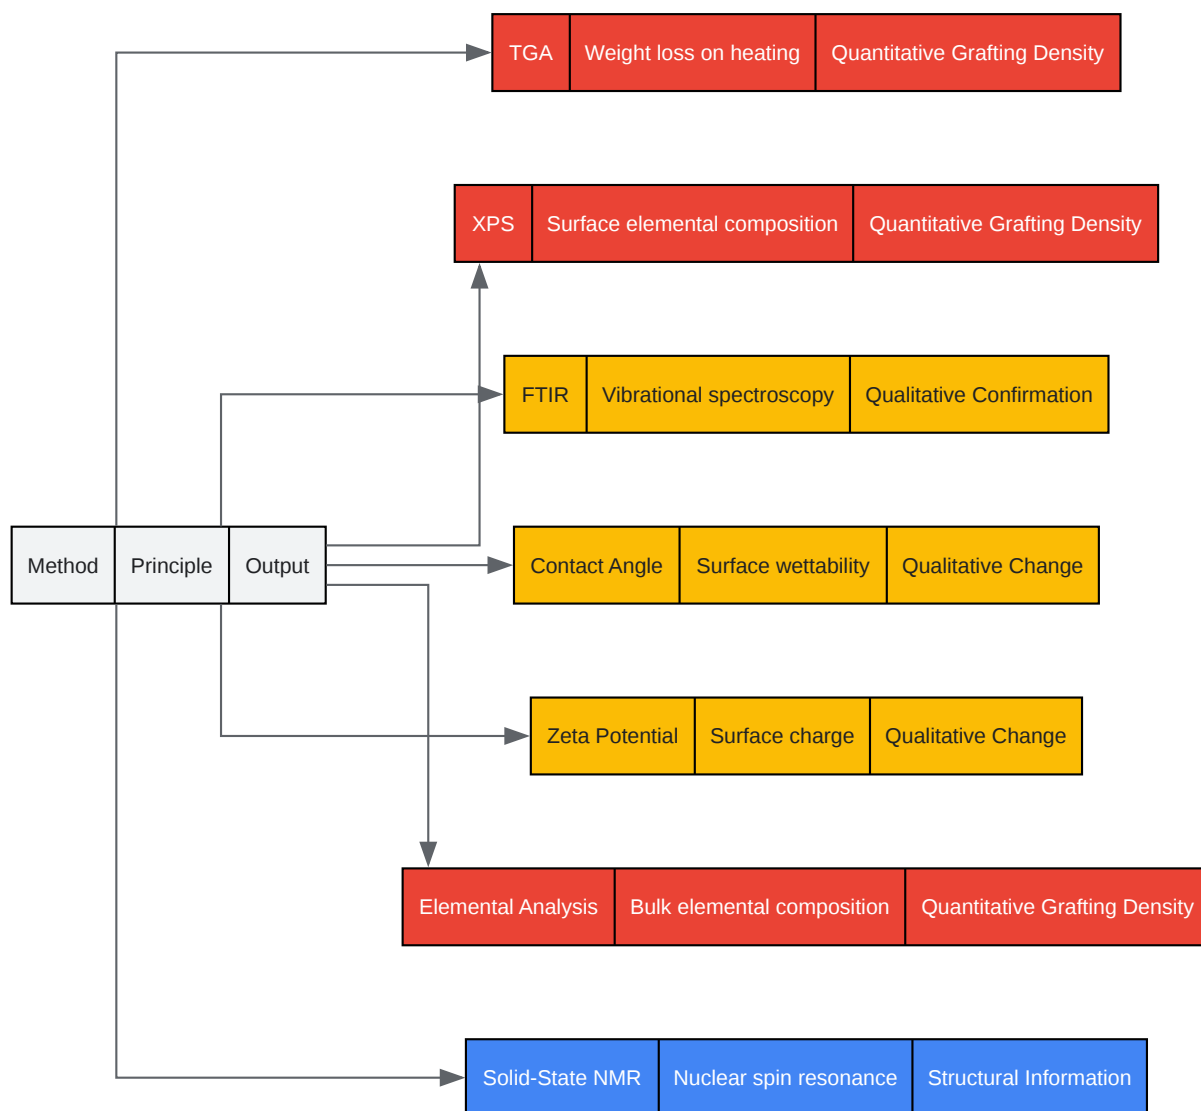 TGA Weight loss on heating Quantitative Grafting Density
XPS Surface elemental composition Quantitative Grafting Density
FTIR Vibrational spectroscopy Qualitative Confirmation
Method Principle Output
Contact Angle Surface wettability Qualitative Change
Zeta Potential Surface charge Qualitative Change
Elemental Analysis Bulk elemental composition Quantitative Grafting Density
Solid-State NMR Nuclear spin resonance Structural Information